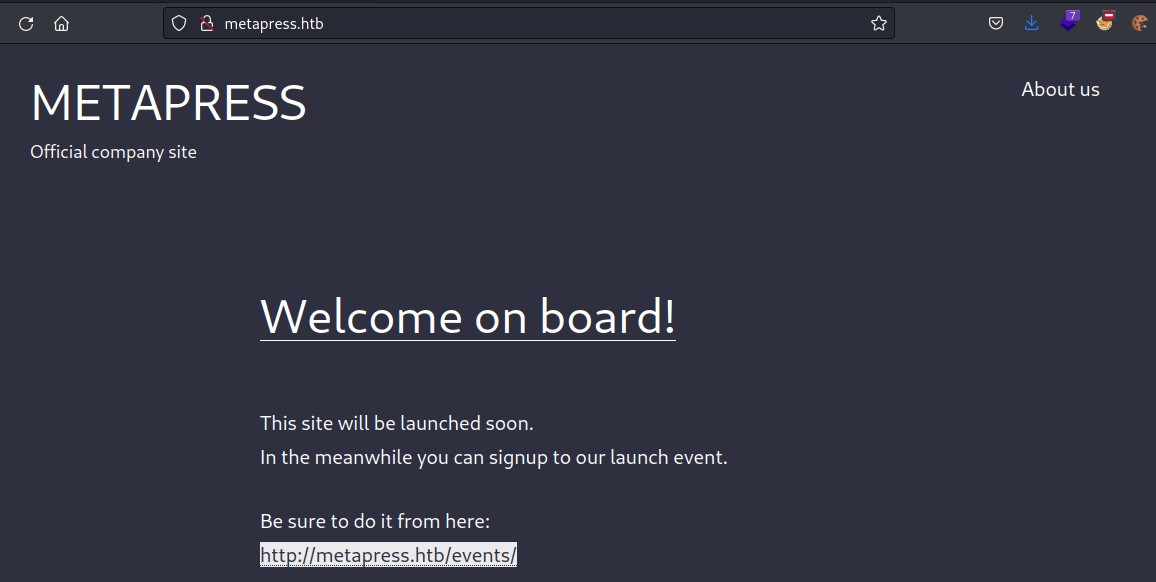 metapress.htb
7
METAPRESS
About us
Official company site
Welcome on board!
This site will be launched soon.
In the meanwhile you can signup to our launch event.
Be sure to do it from here:
http://metapress.htb/events/